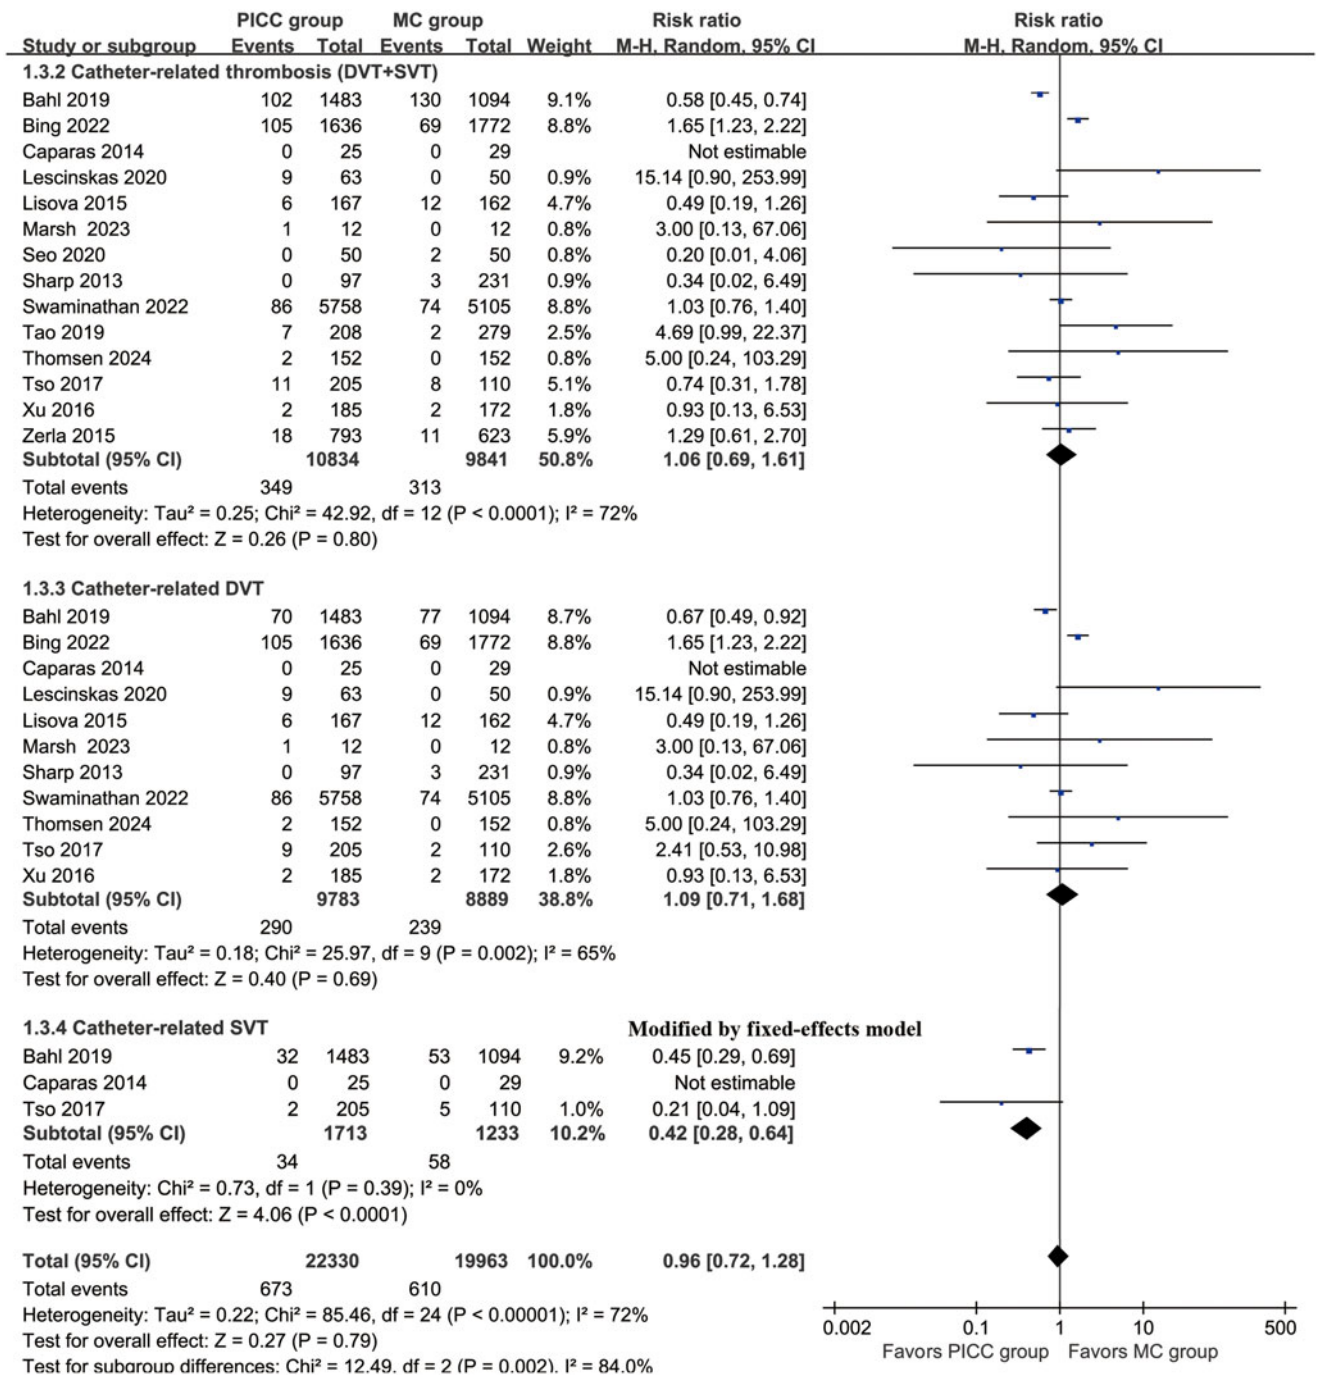 PICC group MC group Risk ratio Risk ratio
Study or subgroup Events Total Events Total Weight M-H, Random, 95% CI M-H, Random, 95% CI
1.3.2 Catheter-related thrombosis (DVT+SVT)
Bahl 2019 102 1483 130 1094 9.1% 0.58 [0.45, 0.74]
Bing 2022 105 1636 69 1772 8.8% 1.65 [1.23, 2.22]
Caparas 2014 0 25 0 29 Not estimable
Lescinskas 2020 9 63 0 50 0.9% 15.14 [0.90, 253.99]
Lisova 2015 6 167 12 162 4.7% 0.49 [0.19, 1.26]
Marsh 2023 1 12 0 12 0.8% 3.00 [0.13, 67.06]
Seo 2020 0 50 2 50 0.8% 0.20 [0.01, 4.06]
Sharp 2013 0 97 3 231 0.9% 0.34 [0.02, 6.49]
Swaminathan 2022 86 5758 74 5105 8.8% 1.03 [0.76, 1.40]
Tao 2019 7 208 2 279 2.5% 4.69 [0.99, 22.37]
Thomsen 2024 2 152 0 152 0.8% 5.00 [0.24, 103.29]
Tso 2017 11 205 8 110 5.1% 0.74 [0.31, 1.78]
Xu 2016 2 185 2 172 1.8% 0.93 [0.13, 6.53]
Zerla 2015 18 793 11 623 5.9% 1.29 [0.61, 2.70]
Subtotal (95% CI) 10834 9841 50.8% 1.06 [0.69, 1.61]
Total events 349 313
Heterogeneity: Tau² = 0.25; Chi² = 42.92, df = 12 (P < 0.0001); I² = 72%
Test for overall effect: Z = 0.26 (P = 0.80)
1.3.3 Catheter-related DVT
Bahl 2019 70 1483 77 1094 8.7% 0.67 [0.49, 0.92]
Bing 2022 105 1636 69 1772 8.8% 1.65 [1.23, 2.22]
Caparas 2014 0 25 0 29 Not estimable
Lescinskas 2020 9 63 0 50 0.9% 15.14 [0.90, 253.99]
Lisova 2015 6 167 12 162 4.7% 0.49 [0.19, 1.26]
Marsh 2023 1 12 0 12 0.8% 3.00 [0.13, 67.06]
Sharp 2013 0 97 3 231 0.9% 0.34 [0.02, 6.49]
Swaminathan 2022 86 5758 74 5105 8.8% 1.03 [0.76, 1.40]
Thomsen 2024 2 152 0 152 0.8% 5.00 [0.24, 103.29]
Tso 2017 9 205 2 110 2.6% 2.41 [0.53, 10.98]
Xu 2016 2 185 2 172 1.8% 0.93 [0.13, 6.53]
Subtotal (95% CI) 9783 8889 38.8% 1.09 [0.71, 1.68]
Total events 290 239
Heterogeneity: Tau² = 0.18; Chi² = 25.97, df = 9 (P = 0.002); I² = 65%
Test for overall effect: Z = 0.40 (P = 0.69)
1.3.4 Catheter-related SVT Modified by fixed-effects model
Bahl 2019 32 1483 53 1094 9.2% 0.45 [0.29, 0.69]
Caparas 2014 0 25 0 29 Not estimable
Tso 2017 2 205 5 110 1.0% 0.21 [0.04, 1.09]
Subtotal (95% CI) 1713 1233 10.2% 0.42 [0.28, 0.64]
Total events 34 58
Heterogeneity: Chi² = 0.73, df = 1 (P = 0.39); I² = 0%
Test for overall effect: Z = 4.06 (P < 0.0001)
Total (95% CI) 22330 19963 100.0% 0.96 [0.72, 1.28]
Total events 673 610
Heterogeneity: Tau² = 0.22; Chi² = 85.46, df = 24 (P < 0.00001); I² = 72%
Test for overall effect: Z = 0.27 (P = 0.79)
Test for subgroup differences: Chi² = 12.49, df = 2 (P = 0.002), I² = 84.0%
0.002 0.1 1 10 500
Favors PICC group Favors MC group